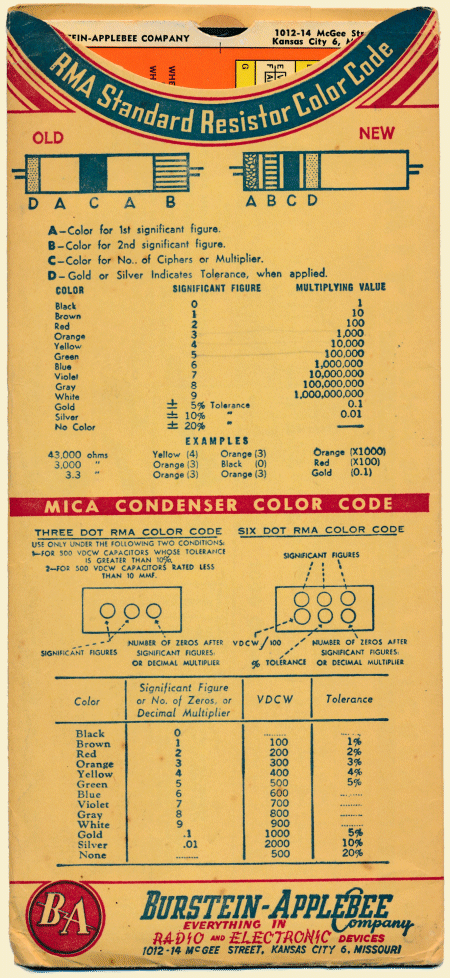 EIN-APPLEBEE COMPANY
1012-14 McGee
Kansas City 6,
WH
WH
G
RMA Standard Resistor Color Code
OLD
NEW
D A C A B
A B C D
A—Color for 1st significant figure.
B—Color for 2nd significant figure.
C—Color for No., of Ciphers or Multiplier.
D—Gold or Silver Indicates Tolerance, when applied.
COLOR SIGNIFICANT FIGURE MULTIPLYING VALUE
Black 0 1
Brown 1 10
Red 2 100
Orange 3 1,000
Yellow 4 10,000
Green 5 100,000
Blue 6 1,000,000
Violet 7 10,000,000
Gray 8 100,000,000
White 9 1,000,000,000
Gold ± 5% Tolerance 0.1
Silver ± 10% " 0.01
No Color ± 20% " —
EXAMPLES
43,000 ohms Yellow (4) Orange (3) Orange (X1000)
3,000 " Orange (3) Black (0) Red (X100)
3.3 " Orange (3) Orange (3) Gold (0.1)
MICA CONDENSER COLOR CODE
THREE DOT RMA COLOR CODE
USE ONLY UNDER THE FOLLOWING TWO CONDITIONS:
1—FOR 500 VDCW CAPACITORS WHOSE TOLERANCE
IS GREATER THAN 10%,
2—FOR 500 VDCW CAPACITORS RATED LESS
THAN 10 MMF.
SIGNIFICANT FIGURES
NUMBER OF ZEROS AFTER
SIGNIFICANT FIGURES,
OR DECIMAL MULTIPLIER
SIX DOT RMA COLOR CODE
SIGNIFICANT FIGURES
VDCW/100
% TOLERANCE
NUMBER OF ZEROS AFTER
SIGNIFICANT FIGURES,
OR DECIMAL MULTIPLIER
Color Significant Figure or No. of Zeros, or Decimal Multiplier VDCW Tolerance
Black 0 ........ ........
Brown 1 100 1%
Red 2 200 2%
Orange 3 300 3%
Yellow 4 400 4%
Green 5 500 5%
Blue 6 600 ........
Violet 7 700 ........
Gray 8 800 ........
White 9 900 ........
Gold .1 1000 5%
Silver .01 2000 10%
None ........ 500 20%
B-A
BURSTEIN-APPLEBEE
Company
EVERYTHING IN
RADIO AND ELECTRONIC DEVICES
1012-14 McGEE STREET, KANSAS CITY 6, MISSOURI